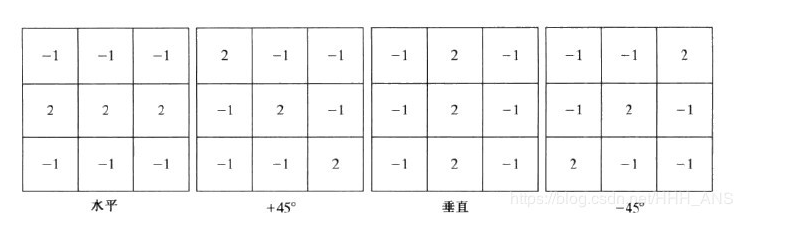 -1 -1 -1 2 -1 -1 -1 2 -1 -1 -1 2
2 2 2 -1 2 -1 -1 2 -1 -1 2 -1
-1 -1 -1 -1 -1 2 -1 2 -1 2 -1 -1
水平 +45° 垂直 -45°
https://blog.csdn.net/HHH_ANS